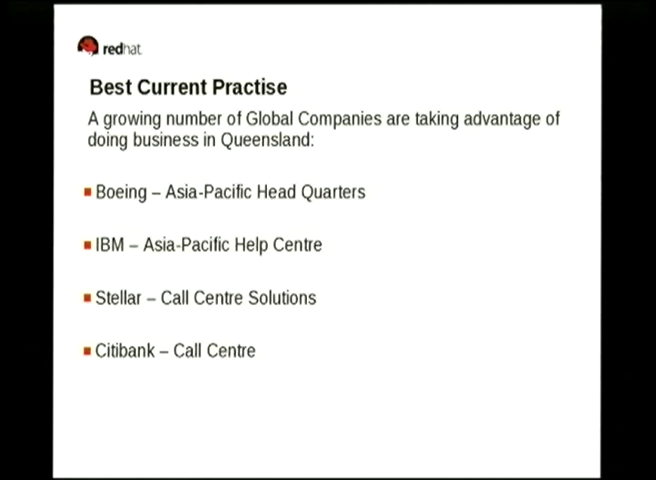 redhat
Best Current Practise
A growing number of Global Companies are taking advantage of
doing business in Queensland:
Boeing – Asia-Pacific Head Quarters
IBM – Asia-Pacific Help Centre
Stellar – Call Centre Solutions
Citibank – Call Centre